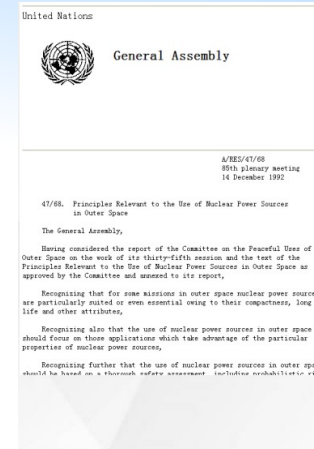 United Nations
General Assembly
A/RES/47/68
85th plenary meeting
14 December 1992
47/68. Principles Relevant to the Use of Nuclear Power Sources
in Outer Space
The General Assembly,
Having considered the report of the Committee on the Peaceful Uses of
Outer Space on the work of its thirty-fifth session and the text of the
Principles Relevant to the Use of Nuclear Power Sources in Outer Space as
approved by the Committee and annexed to its report,
Recognizing that for some missions in outer space nuclear power source
are particularly suited or even essential owing to their compactness, long
life and other attributes,
Recognizing also that the use of nuclear power sources in outer space
should focus on those applications which take advantage of the particular
properties of nuclear power sources,
Recognizing further that the use of nuclear power sources in outer spa
should be based on a thorough safety assessment, including probabilistic ri